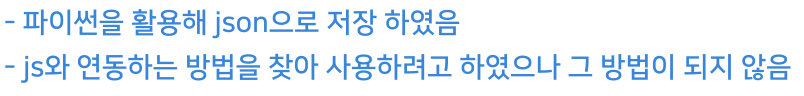 - 파이썬을 활용해 json으로 저장 하였음
- js와 연동하는 방법을 찾아 사용하려고 하였으나 그 방법이 되지 않음